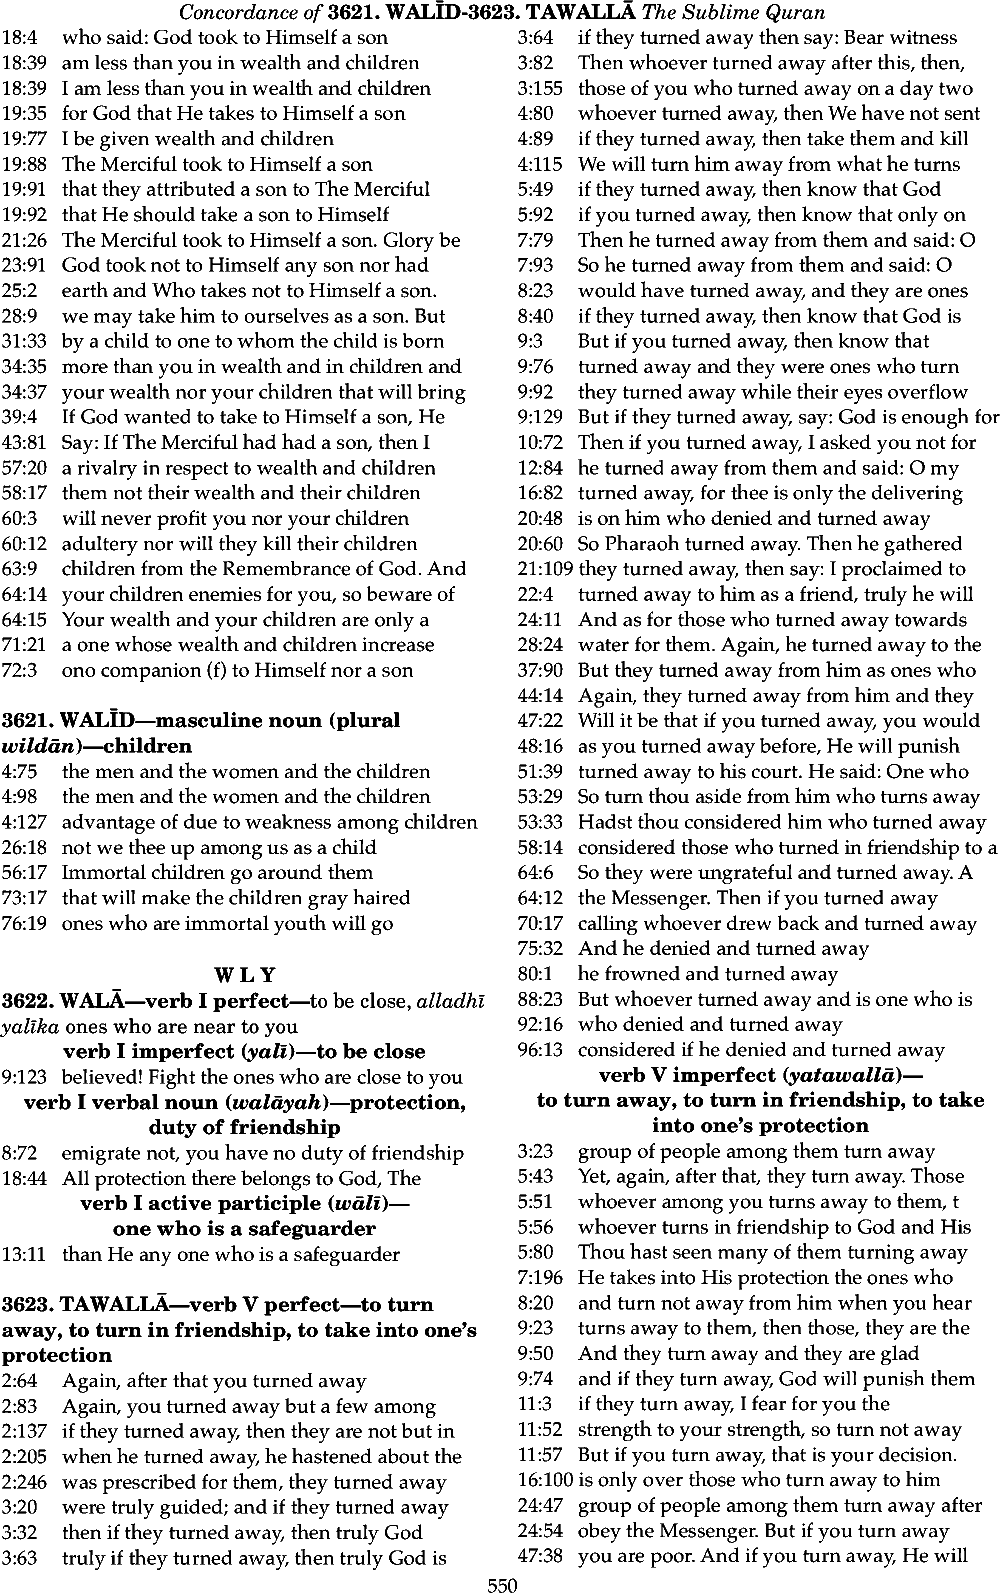 Concordance of 3621. WALĪD-3623. TAWALLĀ The Sublime Quran
18:4 who said: God took to Himself a son
18:39 am less than you in wealth and children
18:39 I am less than you in wealth and children
19:35 for God that He takes to Himself a son
19:77 I be given wealth and children
19:88 The Merciful took to Himself a son
19:91 that they attributed a son to The Merciful
19:92 that He should take a son to Himself
21:26 The Merciful took to Himself a son. Glory be
23:91 God took not to Himself any son nor had
25:2 earth and Who takes not to Himself a son.
28:9 we may take him to ourselves as a son. But
31:33 by a child to one to whom the child is born
34:35 more than you in wealth and in children and
34:37 your wealth nor your children that will bring
39:4 If God wanted to take to Himself a son, He
43:81 Say: If The Merciful had had a son, then I
57:20 a rivalry in respect to wealth and children
58:17 them not their wealth and their children
60:3 will never profit you nor your children
60:12 adultery nor will they kill their children
63:9 children from the Remembrance of God. And
64:14 your children enemies for you, so beware of
64:15 Your wealth and your children are only a
71:21 a one whose wealth and children increase
72:3 ono companion (f) to Himself nor a son
3621. WALĪD—masculine noun (plural
wildān)—children
4:75 the men and the women and the children
4:98 the men and the women and the children
4:127 advantage of due to weakness among children
26:18 not we thee up among us as a child
56:17 Immortal children go around them
73:17 that will make the children gray haired
76:19 ones who are immortal youth will go
W L Y
3622. WALĀ—verb I perfect—to be close, alladhī
yalīka ones who are near to you
verb I imperfect (yalī)—to be close
9:123 believed! Fight the ones who are close to you
verb I verbal noun (walāyah)—protection,
duty of friendship
8:72 emigrate not, you have no duty of friendship
18:44 All protection there belongs to God, The
verb I active participle (wālī)—
one who is a safeguarder
13:11 than He any one who is a safeguarder
3623. TAWALLĀ—verb V perfect—to turn
away, to turn in friendship, to take into one's
protection
2:64 Again, after that you turned away
2:83 Again, you turned away but a few among
2:137 if they turned away, then they are not but in
2:205 when he turned away, he hastened about the
2:246 was prescribed for them, they turned away
3:20 were truly guided; and if they turned away
3:32 then if they turned away, then truly God
3:63 truly if they turned away, then truly God is
3:64 if they turned away then say: Bear witness
3:82 Then whoever turned away after this, then,
3:155 those of you who turned away on a day two
4:80 whoever turned away, then We have not sent
4:89 if they turned away, then take them and kill
4:115 We will turn him away from what he turns
5:49 if they turned away, then know that God
5:92 if you turned away, then know that only on
7:79 Then he turned away from them and said: O
7:93 So he turned away from them and said: O
8:23 would have turned away, and they are ones
8:40 if they turned away, then know that God is
9:3 But if you turned away, then know that
9:76 turned away and they were ones who turn
9:92 they turned away while their eyes overflow
9:129 But if they turned away, say: God is enough for
10:72 Then if you turned away, I asked you not for
12:84 he turned away from them and said: O my
16:82 turned away, for thee is only the delivering
20:48 is on him who denied and turned away
20:60 So Pharaoh turned away. Then he gathered
21:109 they turned away, then say: I proclaimed to
22:4 turned away to him as a friend, truly he will
24:11 And as for those who turned away towards
28:24 water for them. Again, he turned away to the
37:90 But they turned away from him as ones who
44:14 Again, they turned away from him and they
47:22 Will it be that if you turned away, you would
48:16 as you turned away before, He will punish
51:39 turned away to his court. He said: One who
53:29 So turn thou aside from him who turns away
53:33 Hadst thou considered him who turned away
58:14 considered those who turned in friendship to a
64:6 So they were ungrateful and turned away. A
64:12 the Messenger. Then if you turned away
70:17 calling whoever drew back and turned away
75:32 And he denied and turned away
80:1 he frowned and turned away
88:23 But whoever turned away and is one who is
92:16 who denied and turned away
96:13 considered if he denied and turned away
verb V imperfect (yatawallā)—
to turn away, to turn in friendship, to take
into one's protection
3:23 group of people among them turn away
5:43 Yet, again, after that, they turn away. Those
5:51 whoever among you turns away to them, t
5:56 whoever turns in friendship to God and His
5:80 Thou hast seen many of them turning away
7:196 He takes into His protection the ones who
8:20 and turn not away from him when you hear
9:23 turns away to them, then those, they are the
9:50 And they turn away and they are glad
9:74 and if they turn away, God will punish them
11:3 if they turn away, I fear for you the
11:52 strength to your strength, so turn not away
11:57 But if you turn away, that is your decision.
16:100 is only over those who turn away to him
24:47 group of people among them turn away after
24:54 obey the Messenger. But if you turn away
47:38 you are poor. And if you turn away, He will
550